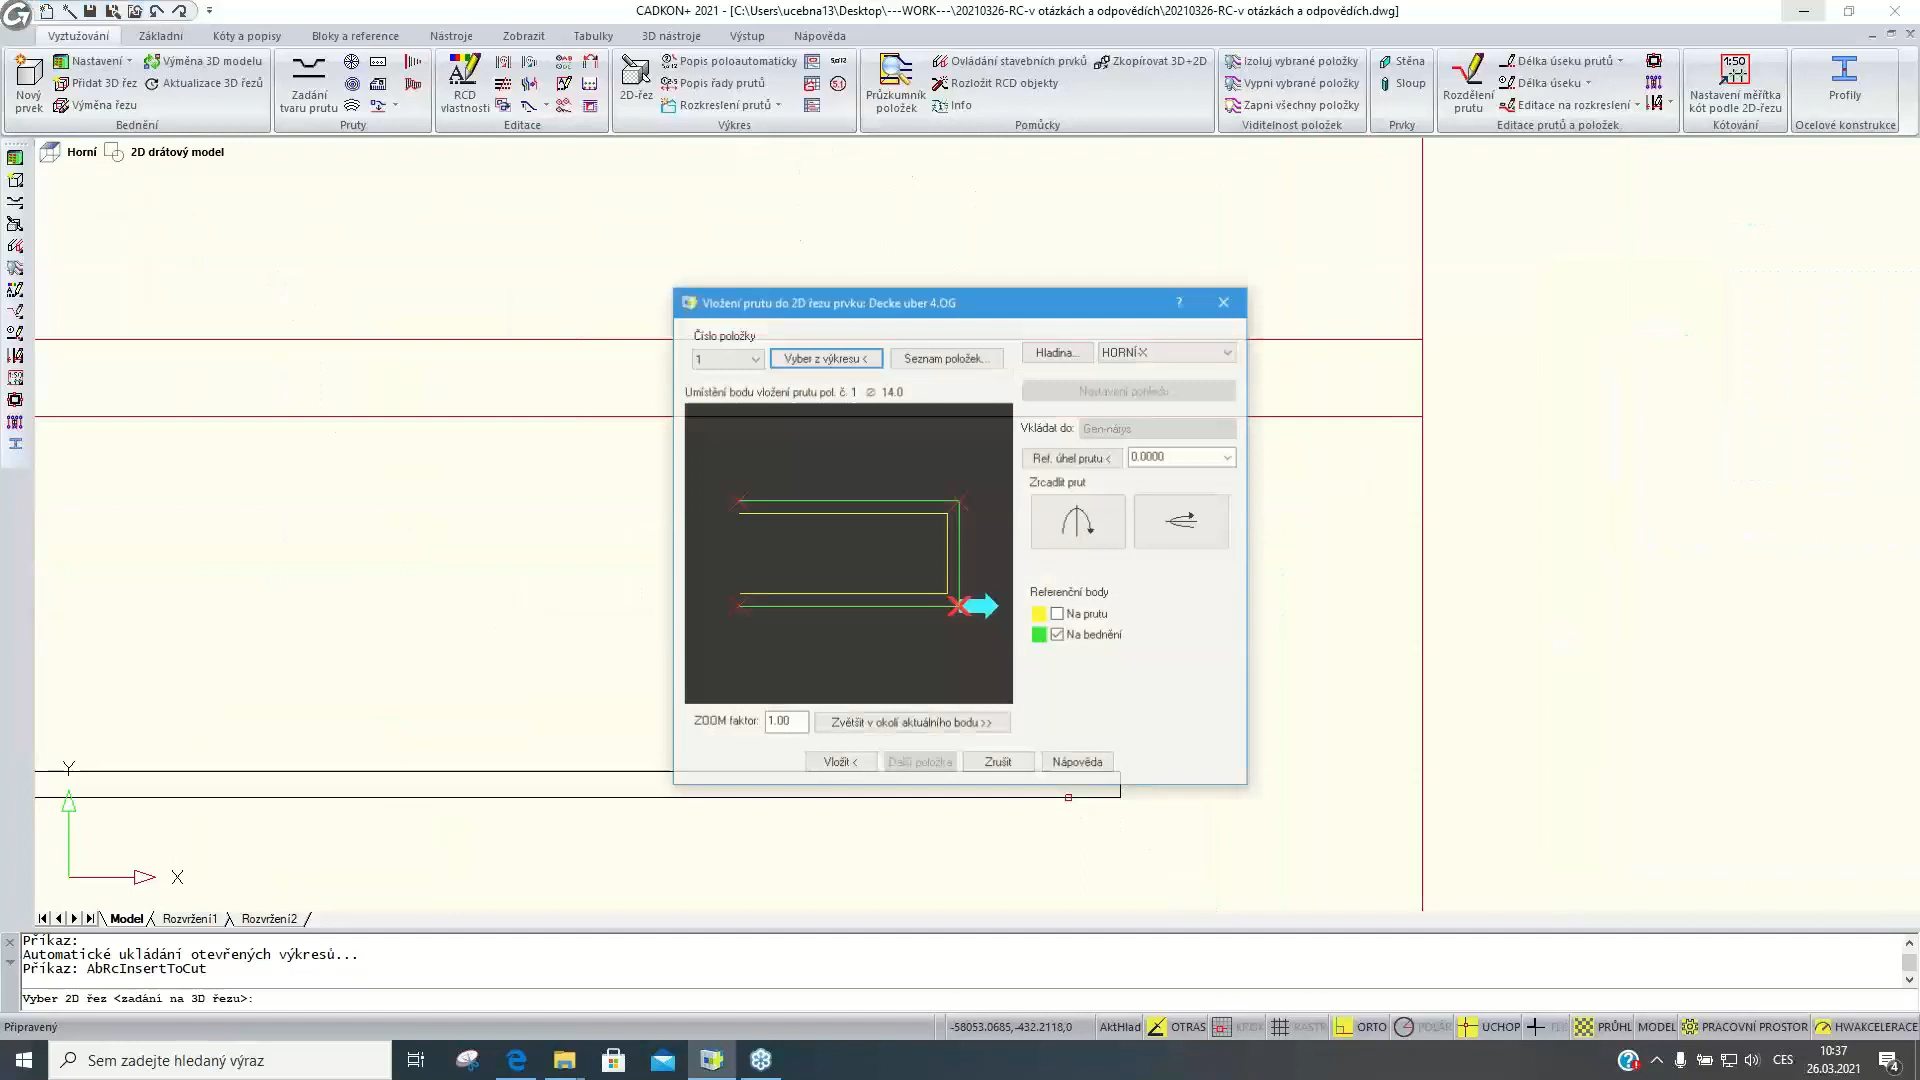 CADKON+ 2021 - [C:\Users\ucebna13\Desktop\---WORK---\20210326-RC-v otázkách a odpovědích\20210326-RC-v otázkách a odpovědích.dwg]
Vyztužování Základní Kóty a popisy Bloky a reference Nástroje Zobrazit Tabulky 3D nástroje Výstup Nápověda
Nový prvek
Nastavení
Přidat 3D řez
Výměna řezu
Výměna 3D modelu
Aktualizace 3D řezů
Bednění
Zadání tvaru prutu
Pruty
RCD vlastnosti
Editace
2D-řez
Popis poloautomaticky
Popis řady prutů
Rozkreslení prutů
Výkres
Průzkumník položek
Ovládání stavebních prvků
Rozložit RCD objekty
Info
Zkopírovat 3D+2D
Pomůcky
Izoluj vybrané položky
Vypni vybrané položky
Zapni všechny položky
Viditelnost položek
Stěna
Sloup
Prvky
Rozdělení prutu
Délka úseku prutů
Délka úseku
Editace na rozkreslení
Editace prutů a položek
1:50
Nastavení měřítka kót podle 2D-řezu
Kótování
Profily
Ocelové konstrukce
Horní 2D drátový model
Vložení prutu do 2D řezu prvku: Decke uber 4.OG
Číslo položky
1 Vyber z výkresu < Seznam položek... Hladina... HORNÍ-X
Umístění bodu vložení prutu pol. č. 1 ⌀ 14.0
Nastavení pohledu
Vkládat do: Gen-nárys
Ref. úhel prutu < 0.0000
Zrcadlit prut
Referenční body
Na prutu
Na bednění
ZOOM faktor: 1.00 Zvětšit v okolí aktuálního bodu >>
Vložit < Další položka Zrušit Nápověda
Y
X
Model Rozvržení1 Rozvržení2
Příkaz:
Automatické ukládání otevřených výkresů...
Příkaz: AbRcInsertToCut
Vyber 2D řez <zadání na 3D řezu>:
Připravený -58053.0685,-432.2118,0 AktHlad OTRAS KROK RASTR ORTO POLÁR UCHOP PRŮHL MODEL PRACOVNÍ PROSTOR HWAKCELERACE
Sem zadejte hledaný výraz
CES
10:37
26.03.2021
4